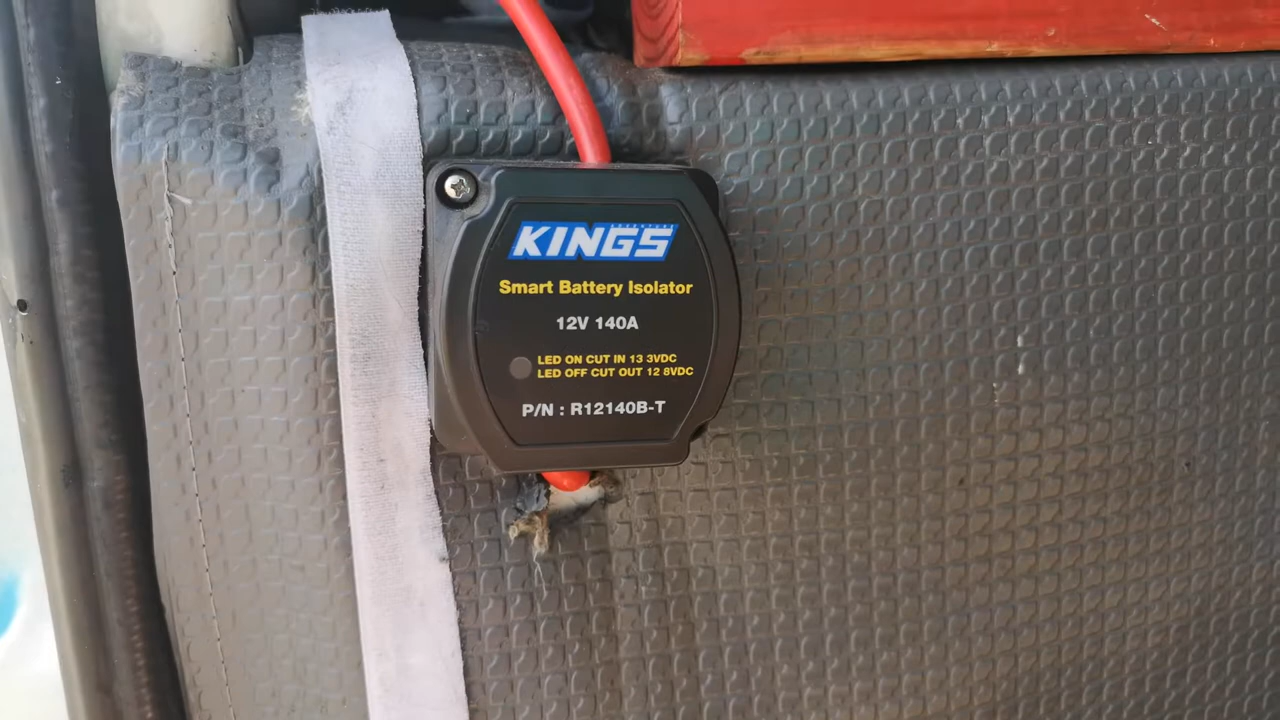 ADVENTURE
KINGS
Smart Battery Isolator
12V 140A
LED ON CUT IN 13 3VDC
LED OFF CUT OUT 12 8VDC
P/N : R12140B-T